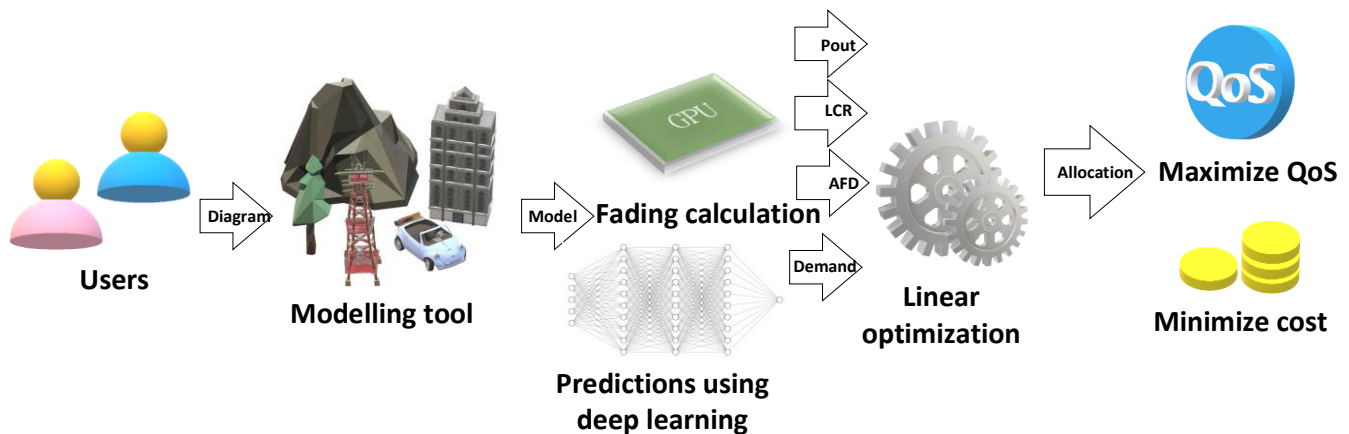 Users
Diagram
Modelling tool
Model
GPU
Fading calculation
Predictions using
deep learning
Pout
LCR
AFD
Demand
Linear
optimization
Allocation
QoS
Maximize QoS
Minimize cost